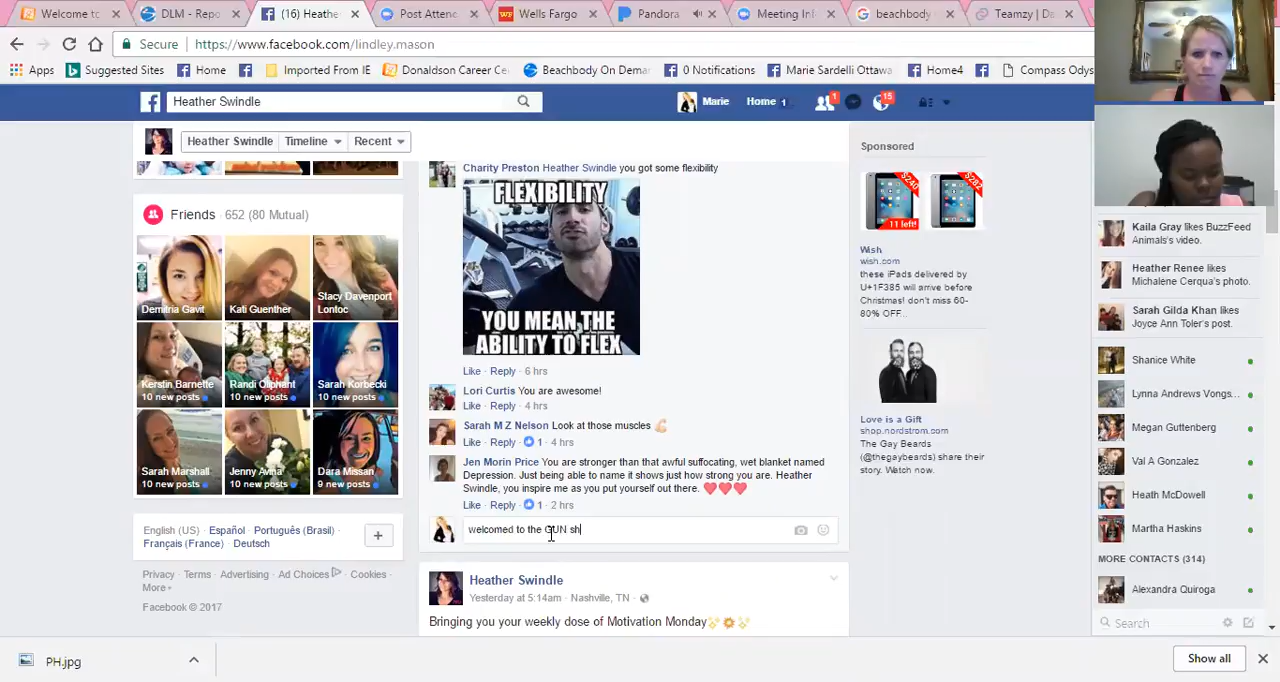 Welcome to
DLM - Repo
(16) Heathe
Post Attenc
Wells Fargo
Pandora
Meeting In
beachbody
Teamzy | Da
Secure
https://www.facebook.com/lindley.mason
Apps
Suggested Sites
Home
Imported From IE
Donaldson Career Ce
Beachbody On Dema
0 Notifications
Marie Sardelli Ottawa
Home4
Compass Odys
Heather Swindle
Marie
Home 1
1
15
Heather Swindle
Timeline
Recent
Friends · 652 (80 Mutual)
Demitria Gavit
Kati Guenther
Stacy Davenport
Lontoc
Kerstin Barnette
10 new posts
Randi Oliphant
10 new posts
Sarah Korbecki
10 new posts
Sarah Marshall
10 new posts
Jenny Avina
10 new posts
Dara Missan
9 new posts
English (US) · Español · Português (Brasil) ·
Français (France) · Deutsch
Privacy · Terms · Advertising · Ad Choices · Cookies ·
More
Facebook © 2017
Charity Preston Heather Swindle you got some flexibility
FLEXIBILITY
YOU MEAN THE
ABILITY TO FLEX
Like · Reply · 6 hrs
Lori Curtis You are awesome!
Like · Reply · 4 hrs
Sarah M Z Nelson Look at those muscles 💪🏻
Like · Reply · 1 · 4 hrs
Jen Morin Price You are stronger than that awful suffocating, wet blanket named
Depression. Just being able to name it shows just how strong you are. Heather
Swindle, you inspire me as you put yourself out there. ❤❤❤
Like · Reply · 1 · 2 hrs
welcomed to the GUN sh
Heather Swindle
Yesterday at 5:14am · Nashville, TN ·
Bringing you your weekly dose of Motivation Monday✨🌟✨
Sponsored
$240
11 left!
$282
Wish
wish.com
these iPads delivered by
U+1F385 will arrive before
Christmas! don't miss 60-
80% OFF...
Love is a Gift
shop.nordstrom.com
The Gay Beards
(@thegaybeards) share their
story. Watch now.
Kaila Gray likes BuzzFeed
Animals's video.
Heather Renee likes
Michalene Cerqua's photo.
Sarah Gilda Khan likes
Joyce Ann Toler's post.
Shanice White
Lynna Andrews Vongs...
Megan Guttenberg
Val A Gonzalez
Heath McDowell
Martha Haskins
MORE CONTACTS (314)
Alexandra Quiroga
Search
PH.jpg
Show all